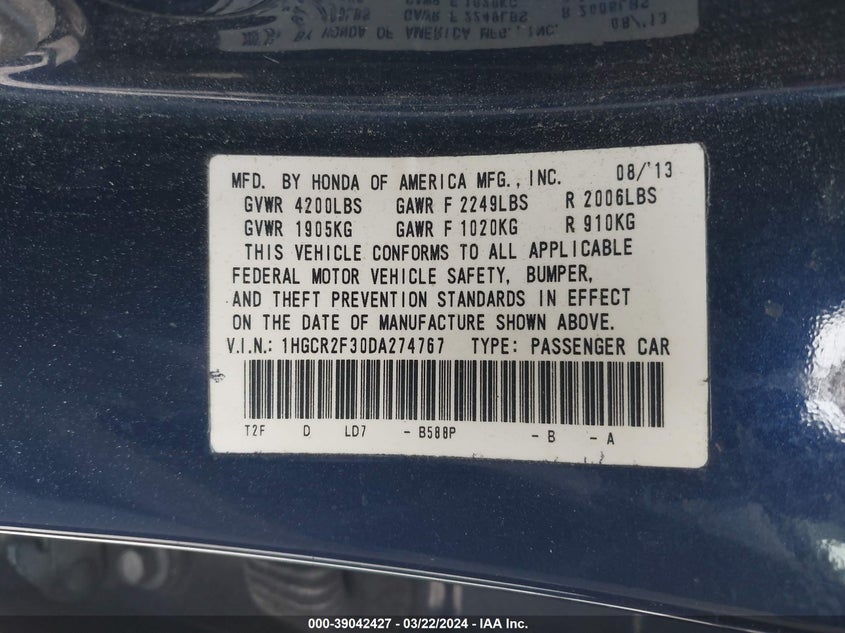 MFD. BY HONDA OF AMERICA MFG., INC. 08/'13
GVWR 4200LBS GAWR F 2249LBS R 2006LBS
GVWR 1905KG GAWR F 1020KG R 910KG
THIS VEHICLE CONFORMS TO ALL APPLICABLE
FEDERAL MOTOR VEHICLE SAFETY, BUMPER,
AND THEFT PREVENTION STANDARDS IN EFFECT
ON THE DATE OF MANUFACTURE SHOWN ABOVE.
V.I.N.: 1HGCR2F30DA274767 TYPE: PASSENGER CAR
T2F D LD7 - B588P - B - A
000-39042427 - 03/22/2024 - IAA Inc.